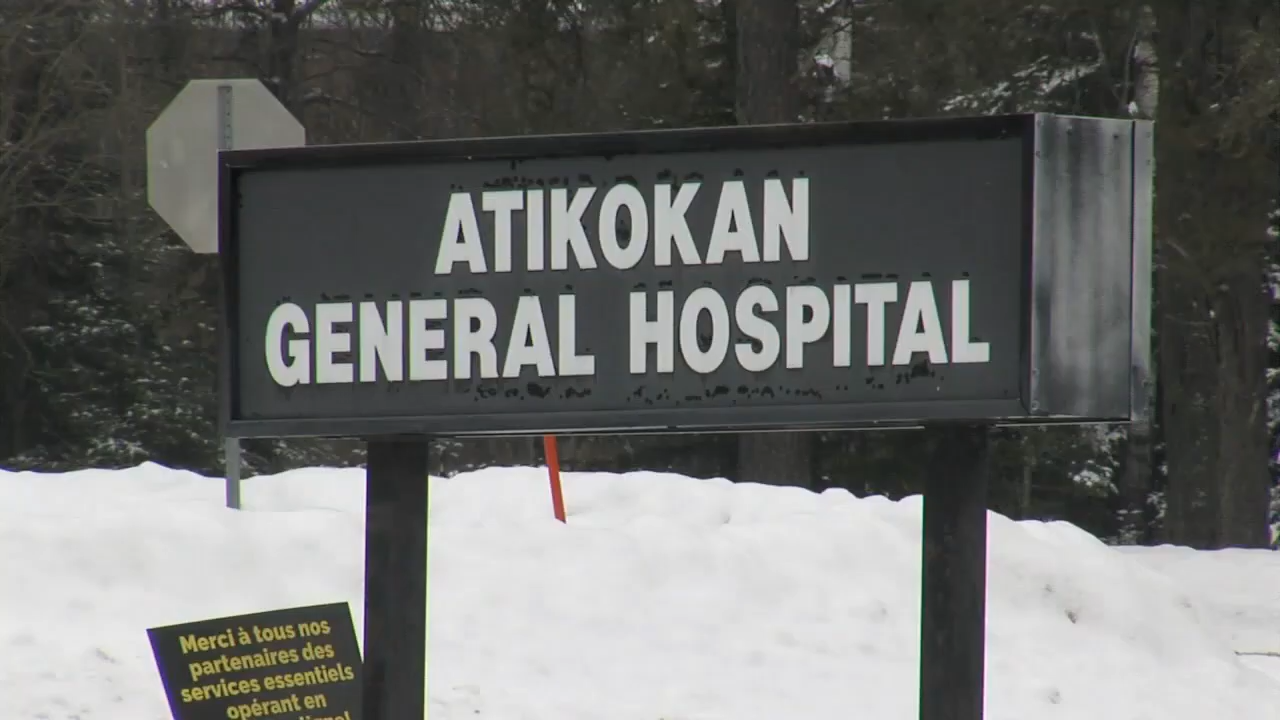 ATIKOKAN
GENERAL HOSPITAL
Merci à tous nos
partenaires des
services essentiels
opérant en